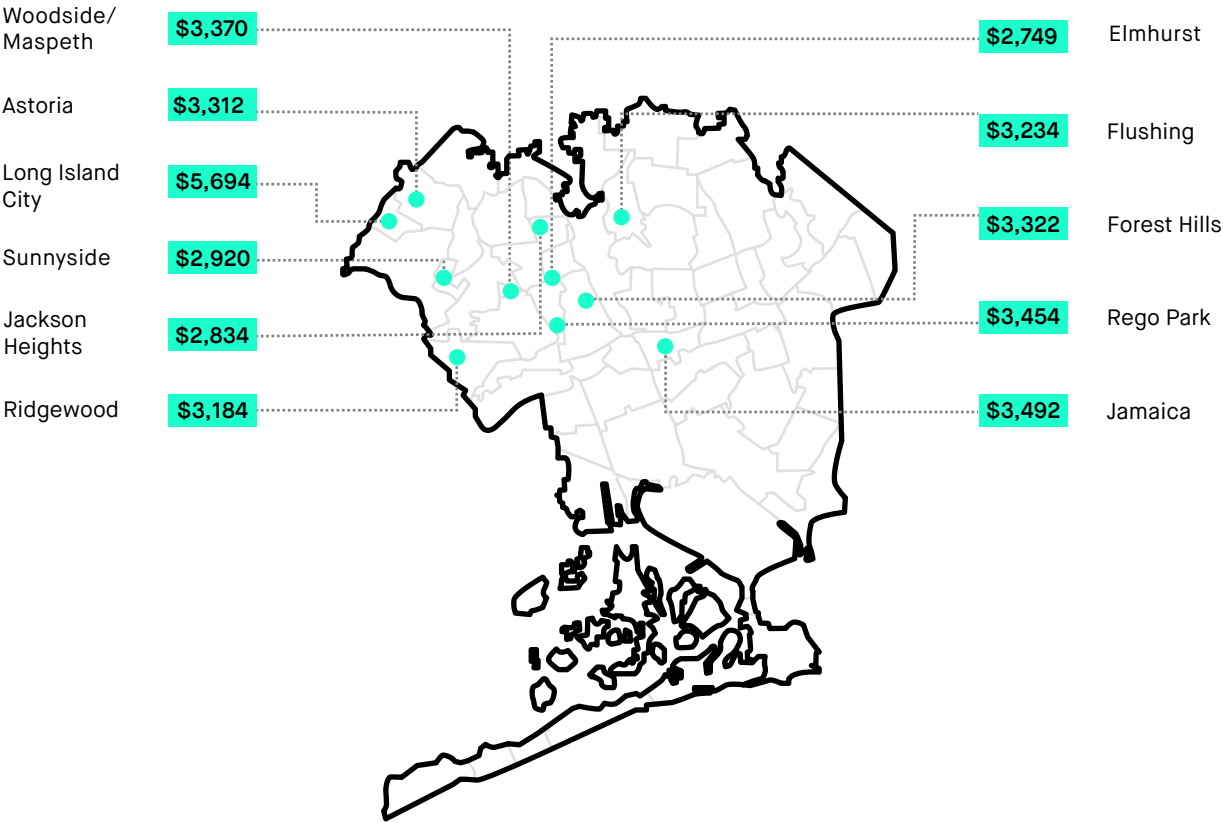 Woodside/
Maspeth
$3,370
Astoria
$3,312
Long Island
City
$5,694
Sunnyside
$2,920
Jackson
Heights
$2,834
Ridgewood
$3,184
$2,749
Elmhurst
$3,234
Flushing
$3,322
Forest Hills
$3,454
Rego Park
$3,492
Jamaica